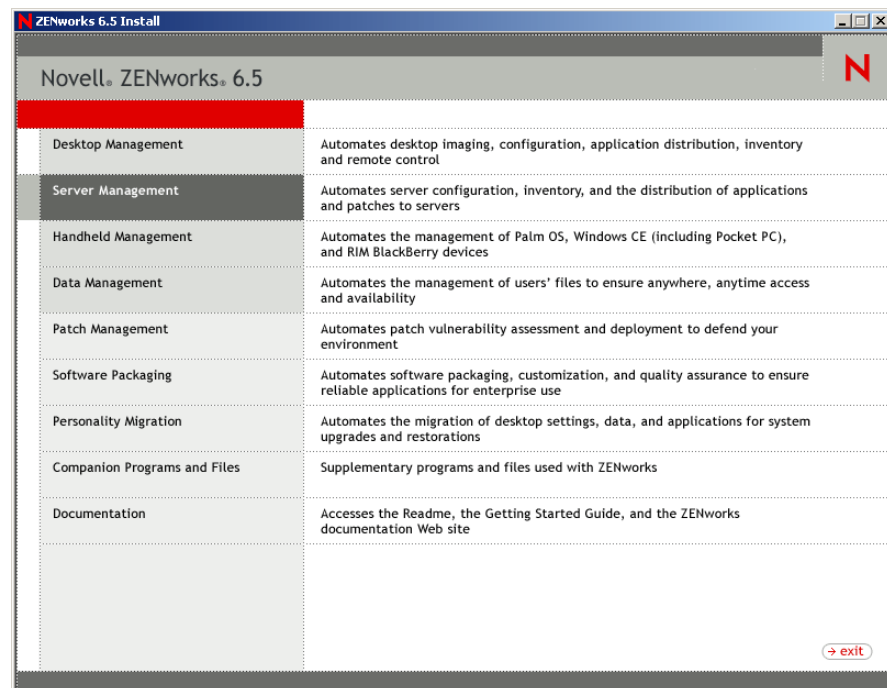 N ZENworks 6.5 Install
Novell® ZENworks® 6.5
N
Desktop Management
Automates desktop imaging, configuration, application distribution, inventory
and remote control
Server Management
Automates server configuration, inventory, and the distribution of applications
and patches to servers
Handheld Management
Automates the management of Palm OS, Windows CE (including Pocket PC),
and RIM BlackBerry devices
Data Management
Automates the management of users' files to ensure anywhere, anytime access
and availability
Patch Management
Automates patch vulnerability assessment and deployment to defend your
environment
Software Packaging
Automates software packaging, customization, and quality assurance to ensure
reliable applications for enterprise use
Personality Migration
Automates the migration of desktop settings, data, and applications for system
upgrades and restorations
Companion Programs and Files
Supplementary programs and files used with ZENworks
Documentation
Accesses the Readme, the Getting Started Guide, and the ZENworks
documentation Web site
→ exit